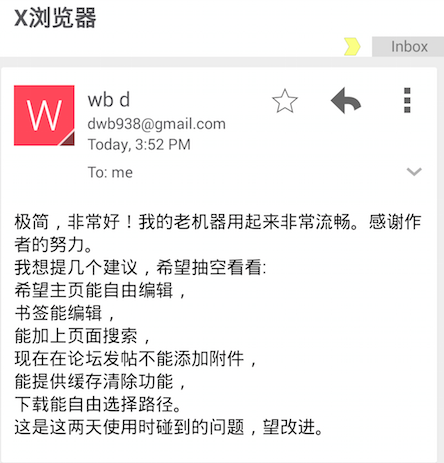 X浏览器
Inbox
W
wb d
dwb938@gmail.com
Today, 3:52 PM
To: me
极简，非常好！我的老机器用起来非常流畅。感谢作
者的努力。
我想提几个建议，希望抽空看看:
希望主页能自由编辑，
书签能编辑，
能加上页面搜索，
现在在论坛发帖不能添加附件，
能提供缓存清除功能，
下载能自由选择路径。
这是这两天使用时碰到的问题，望改进。